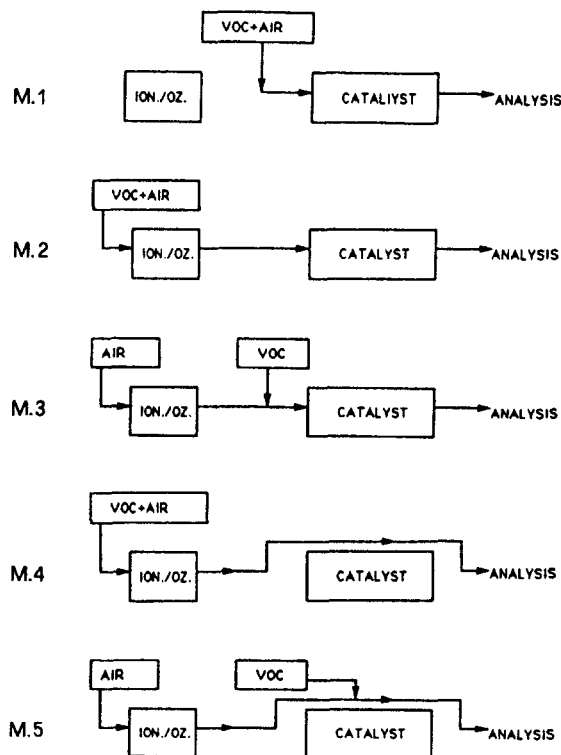 VOC+AIR
M.1
ION./OZ.
CATALIYST
ANALYSIS
VOC+AIR
M.2
ION./OZ.
CATALYST
ANALYSIS
AIR
VOC
M.3
ION./OZ.
CATALYST
ANALYSIS
VOC+AIR
M.4
ION./OZ.
CATALYST
ANALYSIS
AIR
VOC
M.5
ION./OZ.
CATALYST
ANALYSIS